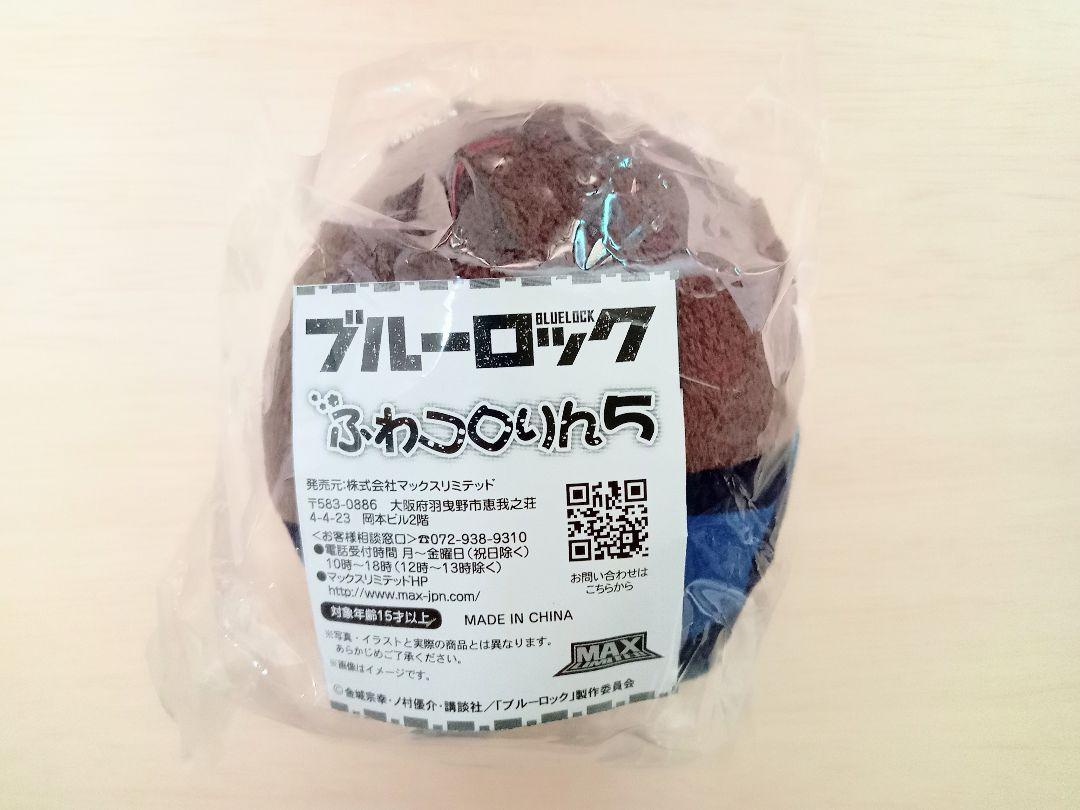 ブルーロック
BLUELOCK
ふわコロりん5
発売元:株式会社マックスリミテッド
〒583-0886 大阪府羽曳野市恵我之荘
4-4-23 岡本ビル2階
＜お客様相談窓口＞☎072-938-9310
●電話受付時間 月〜金曜日(祝日除く)
10時〜18時(12時〜13時除く)
●マックスリミテッドHP
http://www.max-jpn.com/
お問い合わせは
こちらから
対象年齢15才以上 MADE IN CHINA
※写真・イラストと実際の商品とは異なります。
あらかじめご了承ください。
※画像はイメージです。
MAX
LIMITED
©金城宗幸・ノ村優介・講談社／「ブルーロック」製作委員会